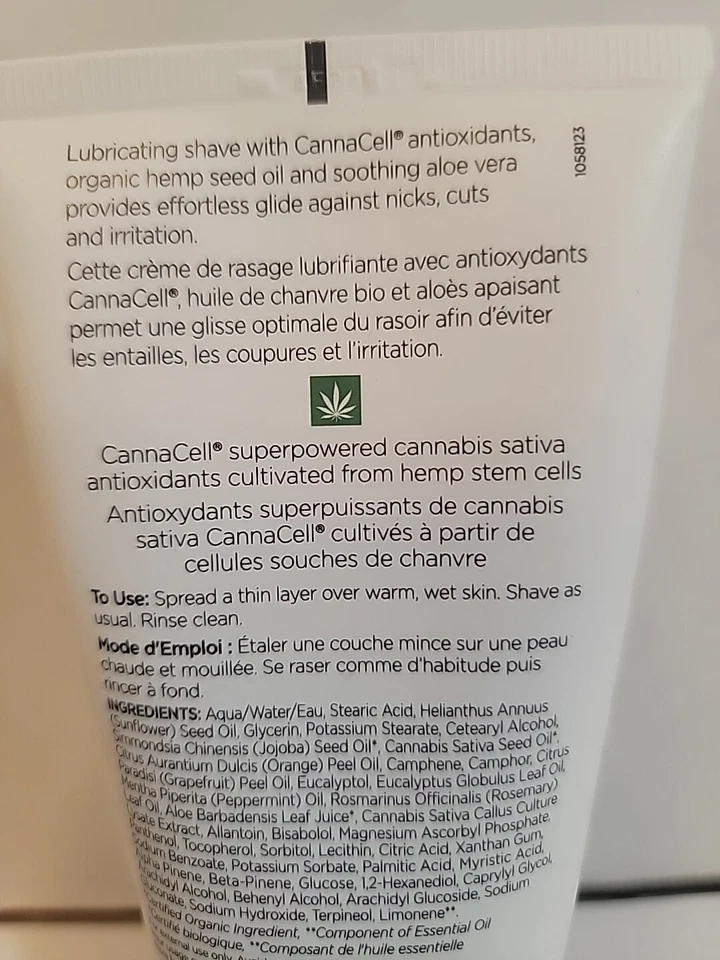 Lubricating shave with CannaCell® antioxidants,
organic hemp seed oil and soothing aloe vera
provides effortless glide against nicks, cuts
and irritation.
1058123
Cette crème de rasage lubrifiante avec antioxydants
CannaCell®, huile de chanvre bio et aloès apaisant
permet une glisse optimale du rasoir afin d'éviter
les entailles, les coupures et l'irritation.
CannaCell® superpowered cannabis sativa
antioxidants cultivated from hemp stem cells
Antioxydants superpuissants de cannabis
sativa CannaCell® cultivés à partir de
cellules souches de chanvre
To Use: Spread a thin layer over warm, wet skin. Shave as
usual. Rinse clean.
Mode d'Emploi : Étaler une couche mince sur une peau
chaude et mouillée. Se raser comme d'habitude puis
rincer à fond.
INGREDIENTS: Aqua/Water/Eau, Stearic Acid, Helianthus Annuus
(Sunflower) Seed Oil, Glycerin, Potassium Stearate, Cetearyl Alcohol,
Simmondsia Chinensis (Jojoba) Seed Oil*, Cannabis Sativa Seed Oil*,
Citrus Aurantium Dulcis (Orange) Peel Oil, Camphene, Camphor, Citrus
Paradisi (Grapefruit) Peel Oil, Eucalyptol, Eucalyptus Globulus Leaf Oil,
Mentha Piperita (Peppermint) Oil, Rosmarinus Officinalis (Rosemary)
Leaf Oil, Aloe Barbadensis Leaf Juice*, Cannabis Sativa Callus Culture
Extract, Allantoin, Bisabolol, Magnesium Ascorbyl Phosphate,
Panthenol, Tocopherol, Sorbitol, Lecithin, Citric Acid, Xanthan Gum,
Sodium Benzoate, Potassium Sorbate, Palmitic Acid, Myristic Acid,
Alpha Pinene, Beta-Pinene, Glucose, 1,2-Hexanediol, Caprylyl Glycol,
Arachidyl Alcohol, Behenyl Alcohol, Arachidyl Glucoside, Sodium
Gluconate, Sodium Hydroxide, Terpineol, Limonene**.
Certified Organic Ingredient, **Component of Essential Oil
Certifié biologique, **Composant de l'huile essentielle
external use only.